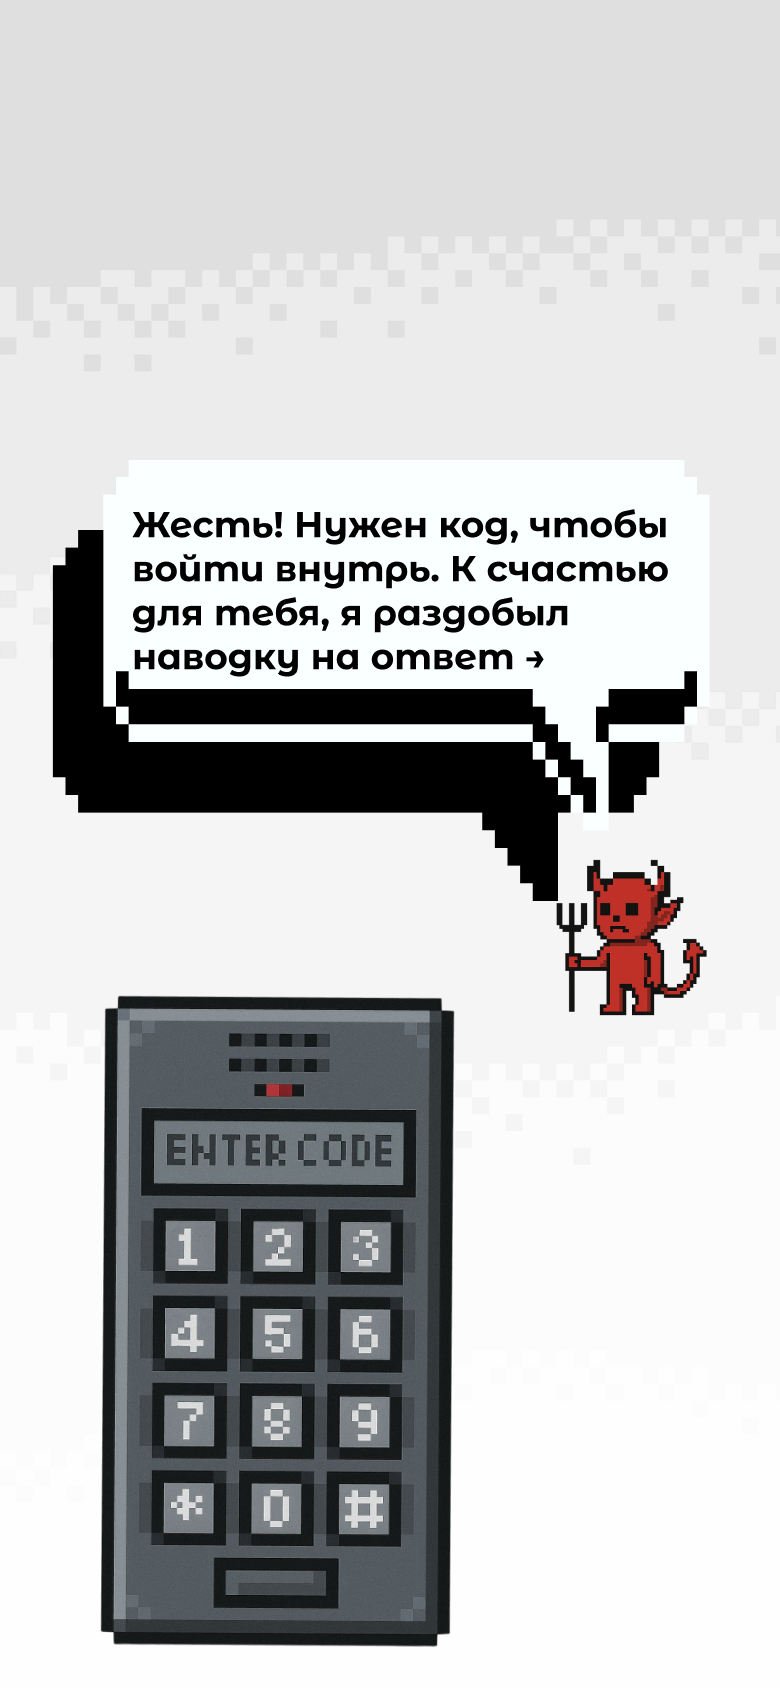 Жесть! Нужен код, чтобы
войти внутрь. К счастью
для тебя, я раздобыл
наводку на ответ →
ENTER CODE
1 2 3
4 5 6
7 8 9
* 0 #